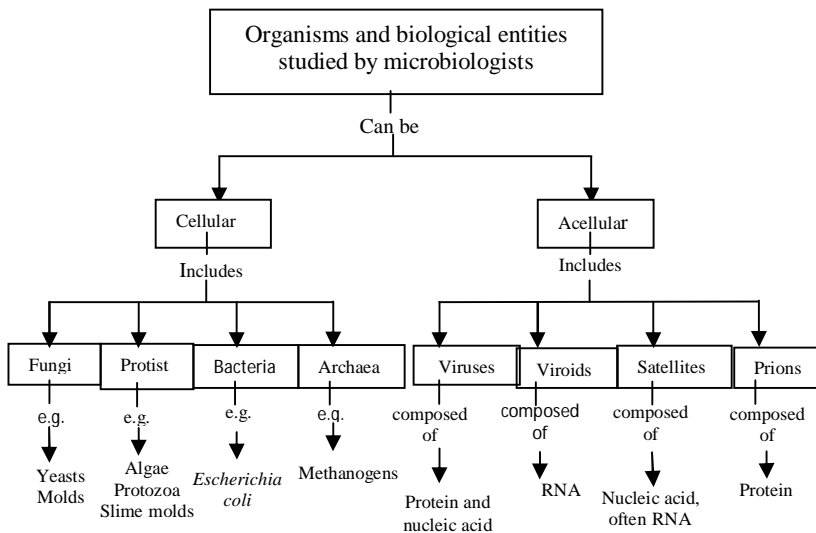 Organisms and biological entities
studied by microbiologists
Can be
Cellular
Acellular
Includes
Includes
Fungi
Protist
Bacteria
Archaea
Viruses
Viroids
Satellites
Prions
e.g.
e.g.
e.g.
e.g.
composed
of
composed
of
composed
of
composed
of
Yeasts
Molds
Algae
Protozoa
Slime molds
Escherichia
coli
Methanogens
Protein and
nucleic acid
RNA
Nucleic acid,
often RNA
Protein